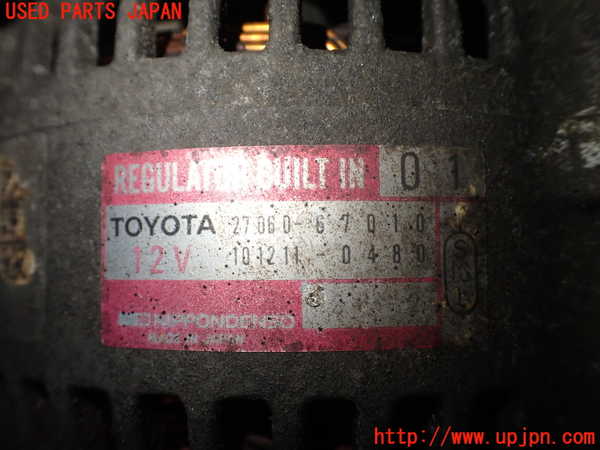 USED PARTS JAPAN
REGULATOR BUILT IN 01
TOYOTA 27060-67010
12V 101211-0480
NIPPONDENSO
MADE IN JAPAN
http://www.upjpn.com/